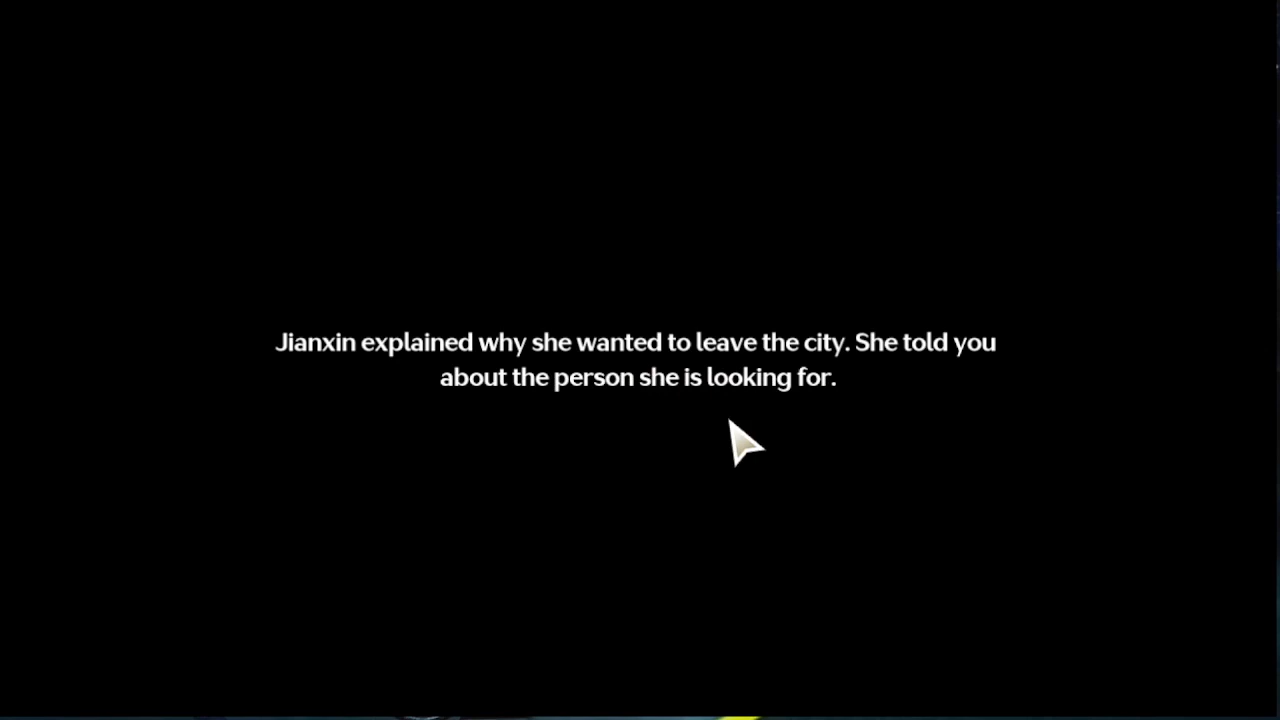 Jianxin explained why she wanted to leave the city. She told you
about the person she is looking for.